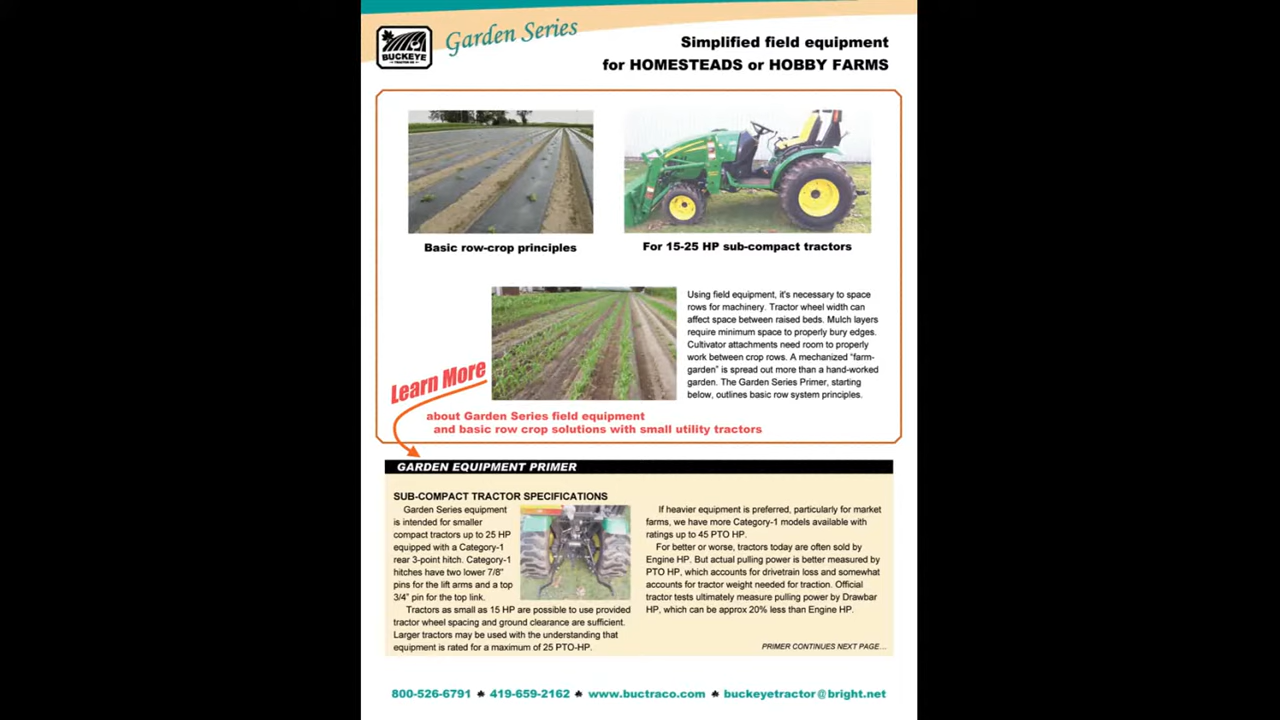 BUCKEYE
TRACTOR CO
Garden Series
Simplified field equipment
for HOMESTEADS or HOBBY FARMS
Basic row-crop principles
For 15-25 HP sub-compact tractors
Using field equipment, it's necessary to space
rows for machinery. Tractor wheel width can
affect space between raised beds. Mulch layers
require minimum space to properly bury edges.
Cultivator attachments need room to properly
work between crop rows. A mechanized "farm-
garden" is spread out more than a hand-worked
garden. The Garden Series Primer, starting
below, outlines basic row system principles.
Learn More
about Garden Series field equipment
and basic row crop solutions with small utility tractors
GARDEN EQUIPMENT PRIMER
SUB-COMPACT TRACTOR SPECIFICATIONS
Garden Series equipment
is intended for smaller
compact tractors up to 25 HP
equipped with a Category-1
rear 3-point hitch. Category-1
hitches have two lower 7/8"
pins for the lift arms and a top
3/4" pin for the top link.
Tractors as small as 15 HP are possible to use provided
tractor wheel spacing and ground clearance are sufficient.
Larger tractors may be used with the understanding that
equipment is rated for a maximum of 25 PTO-HP.
If heavier equipment is preferred, particularly for market
farms, we have more Category-1 models available with
ratings up to 45 PTO HP.
For better or worse, tractors today are often sold by
Engine HP. But actual pulling power is better measured by
PTO HP, which accounts for drivetrain loss and somewhat
accounts for tractor weight needed for traction. Official
tractor tests ultimately measure pulling power by Drawbar
HP, which can be approx 20% less than Engine HP.
PRIMER CONTINUES NEXT PAGE...
800-526-6791 ♠ 419-659-2162 ♠ www.buctraco.com ♠ buckeyetractor@bright.net